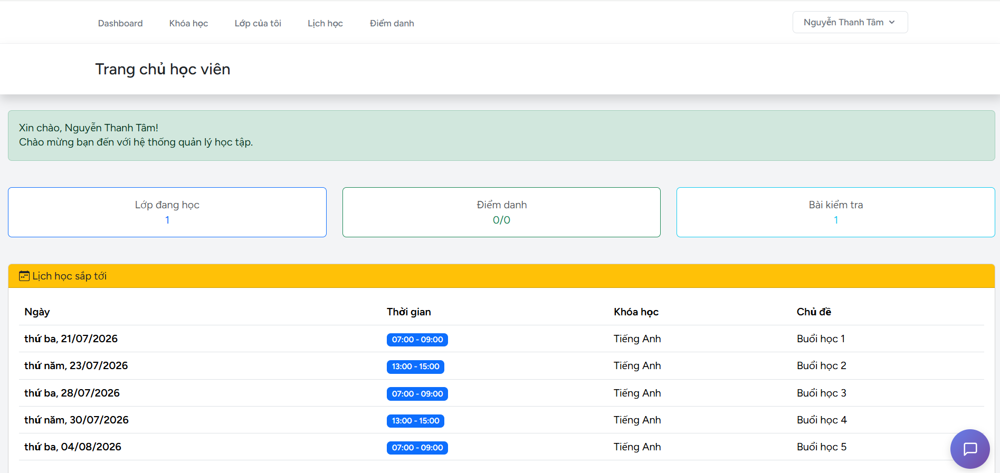 Dashboard Khóa học Lớp của tôi Lịch học Điểm danh Nguyễn Thanh Tâm
Trang chủ học viên
Xin chào, Nguyễn Thanh Tâm!
Chào mừng bạn đến với hệ thống quản lý học tập.
Lớp đang học
1
Điểm danh
0/0
Bài kiểm tra
1
Lịch học sắp tới
Ngày Thời gian Khóa học Chủ đề
thứ ba, 21/07/2026 07:00 - 09:00 Tiếng Anh Buổi học 1
thứ năm, 23/07/2026 13:00 - 15:00 Tiếng Anh Buổi học 2
thứ ba, 28/07/2026 07:00 - 09:00 Tiếng Anh Buổi học 3
thứ năm, 30/07/2026 13:00 - 15:00 Tiếng Anh Buổi học 4
thứ ba, 04/08/2026 07:00 - 09:00 Tiếng Anh Buổi học 5